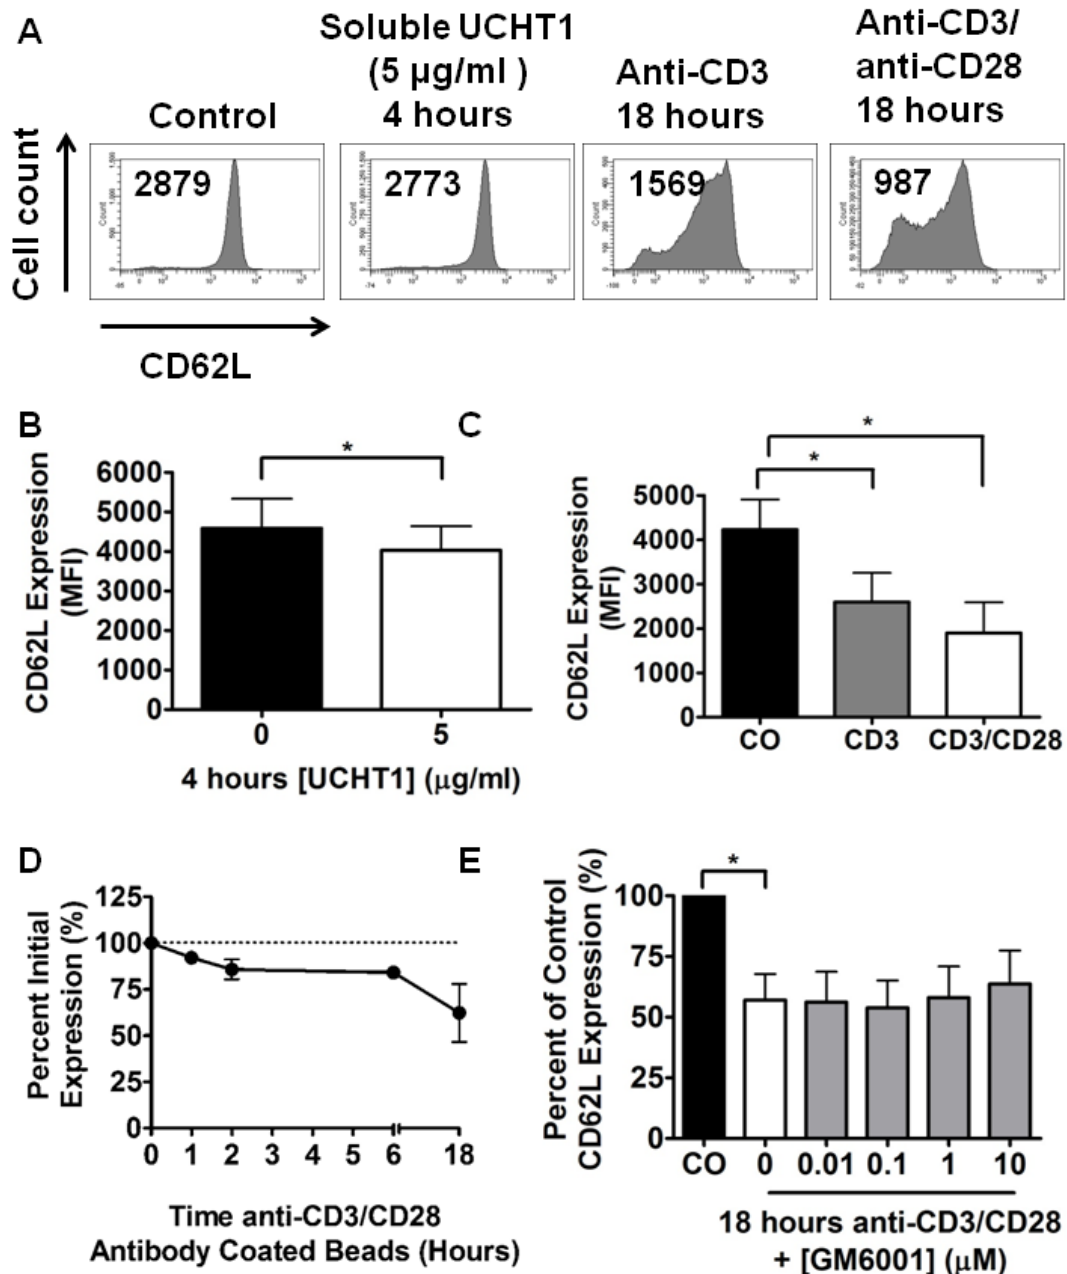 A
Soluble UCHT1
(5 µg/ml )
4 hours
Anti-CD3
18 hours
Anti-CD3/
anti-CD28
18 hours
Control
Cell count
2879
2773
1569
987
Count
Count
Count
Count
CD62L
B
CD62L Expression
(MFI)
*
6000
5000
4000
3000
2000
1000
0
0
5
4 hours [UCHT1] (μg/ml)
C
CD62L Expression
(MFI)
*
*
5000
4000
3000
2000
1000
0
CO
CD3
CD3/CD28
D
Percent Initial
Expression (%)
125
100
75
50
25
0
0 1 2 3 4 5 6 18
Time anti-CD3/CD28
Antibody Coated Beads (Hours)
E
Percent of Control
CD62L Expression (%)
*
100
75
50
25
0
CO 0 0.01 0.1 1 10
18 hours anti-CD3/CD28
+ [GM6001] (μM)